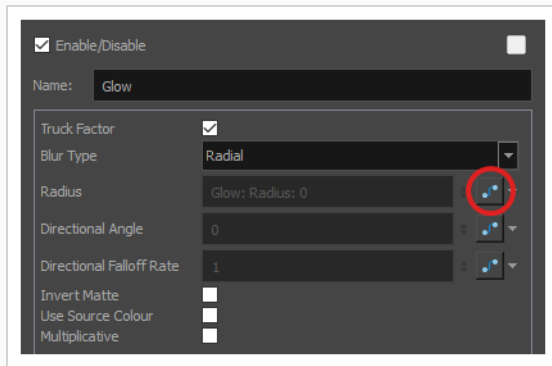 Enable/Disable
Name: Glow
Truck Factor
Blur Type Radial
Radius Glow: Radius: 0
Directional Angle 0
Directional Falloff Rate 1
Invert Matte
Use Source Colour
Multiplicative